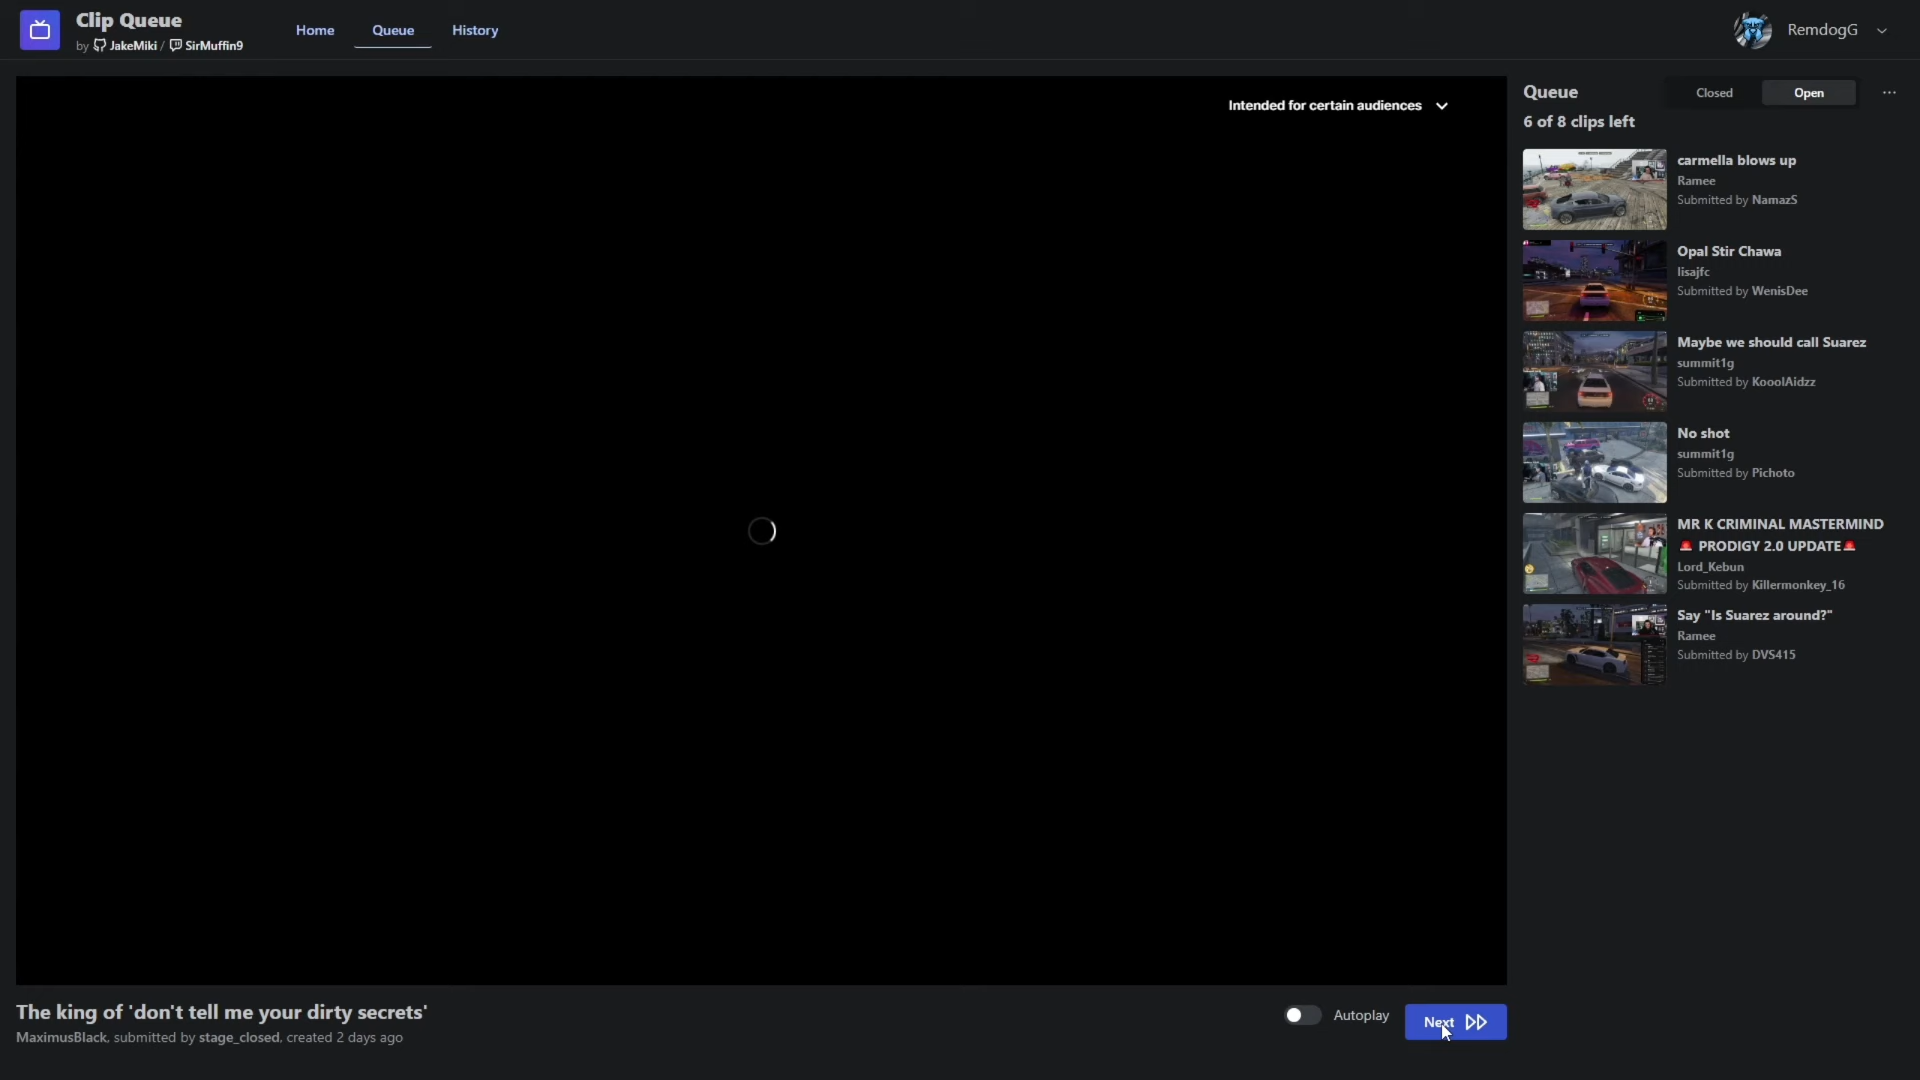 Clip Queue
by JakeMiki / SirMuffin9
Home
Queue
History
RemdogG
Intended for certain audiences
Queue
Closed
Open
6 of 8 clips left
carmella blows up
Ramee
Submitted by NamazS
Opal Stir Chawa
lisajfc
Submitted by WenisDee
Maybe we should call Suarez
summit1g
Submitted by KooolAidzz
No shot
summit1g
Submitted by Pichoto
MR K CRIMINAL MASTERMIND
🚨 PRODIGY 2.0 UPDATE🚨
Lord_Kebun
Submitted by Killermonkey_16
Say "Is Suarez around?"
Ramee
Submitted by DVS415
The king of 'don't tell me your dirty secrets'
MaximusBlack, submitted by stage_closed, created 2 days ago
Autoplay
Next